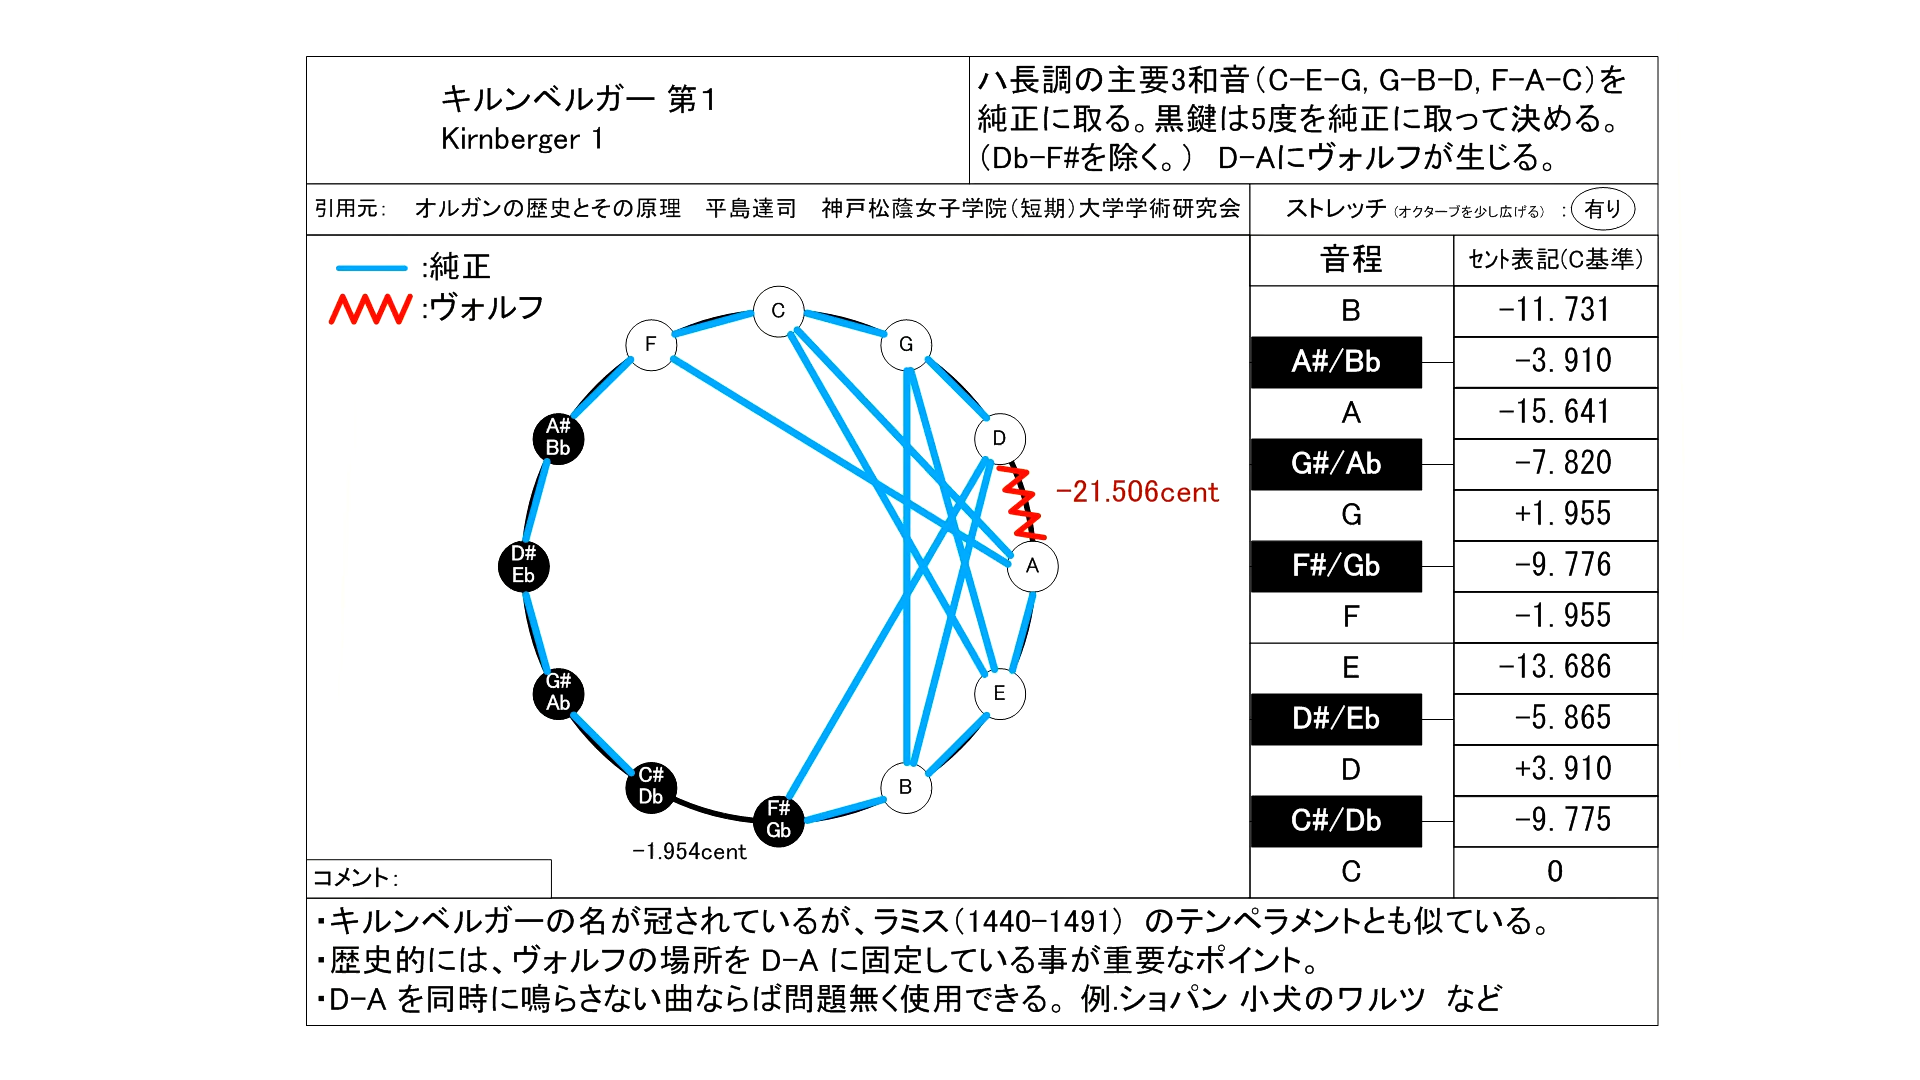 キルンベルガー 第1
Kirnberger 1
ハ長調の主要3和音(C-E-G, G-B-D, F-A-C)を
純正に取る。黒鍵は5度を純正に取って決める。
(Db-F#を除く。) D-Aにヴォルフが生じる。
引用元: オルガンの歴史とその原理 平島達司 神戸松蔭女子学院(短期)大学学術研究会
ストレッチ (オクターブを少し広げる) : 有り
:純正
:ヴォルフ
C
G
D
A
E
B
F#
Gb
C#
Db
G#
Ab
D#
Eb
A#
Bb
F
-21.506cent
-1.954cent
音程 セント表記(C基準)
B -11.731
A#/Bb -3.910
A -15.641
G#/Ab -7.820
G +1.955
F#/Gb -9.776
F -1.955
E -13.686
D#/Eb -5.865
D +3.910
C#/Db -9.775
C 0
コメント:
・キルンベルガーの名が冠されているが、ラミス(1440-1491) のテンペラメントとも似ている。
・歴史的には、ヴォルフの場所を D-A に固定している事が重要なポイント。
・D-A を同時に鳴らさない曲ならば問題無く使用できる。 例.ショパン 小犬のワルツ など